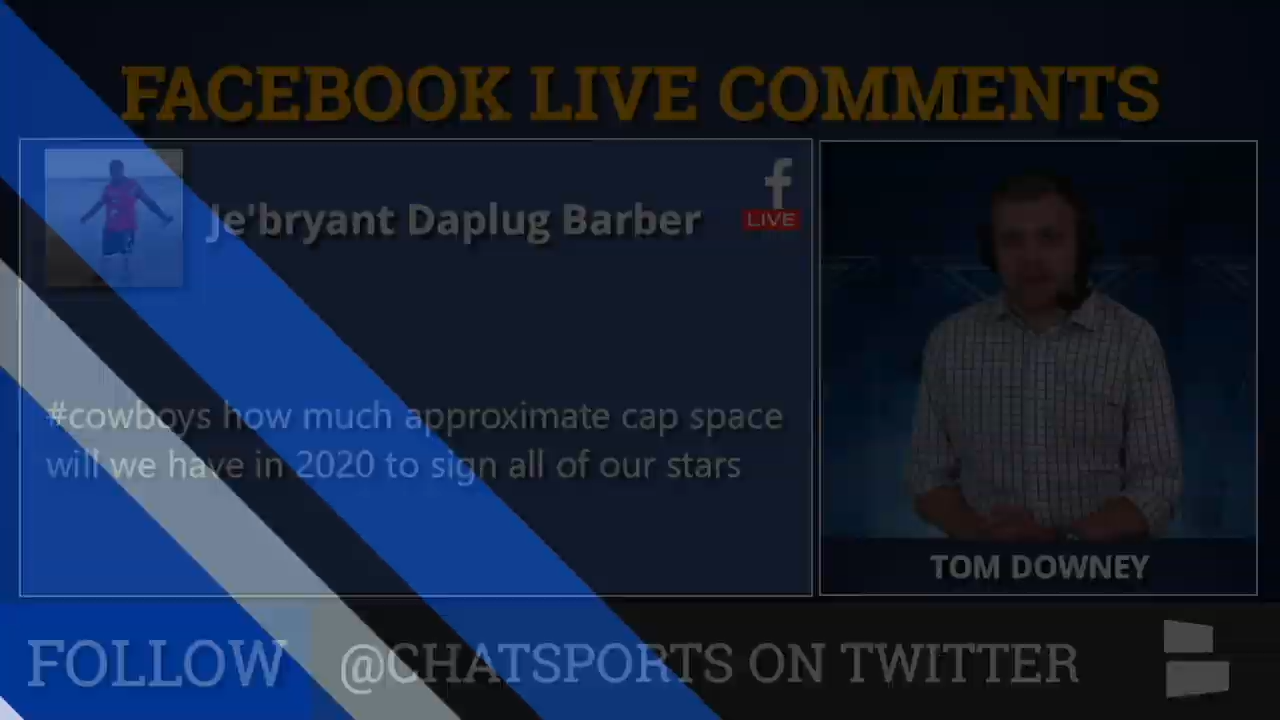 FACEBOOK LIVE COMMENTS
Je'bryant Daplug Barber
LIVE
#cowboys how much approximate cap space
will we have in 2020 to sign all of our stars
TOM DOWNEY
FOLLOW @CHATSPORTS ON TWITTER